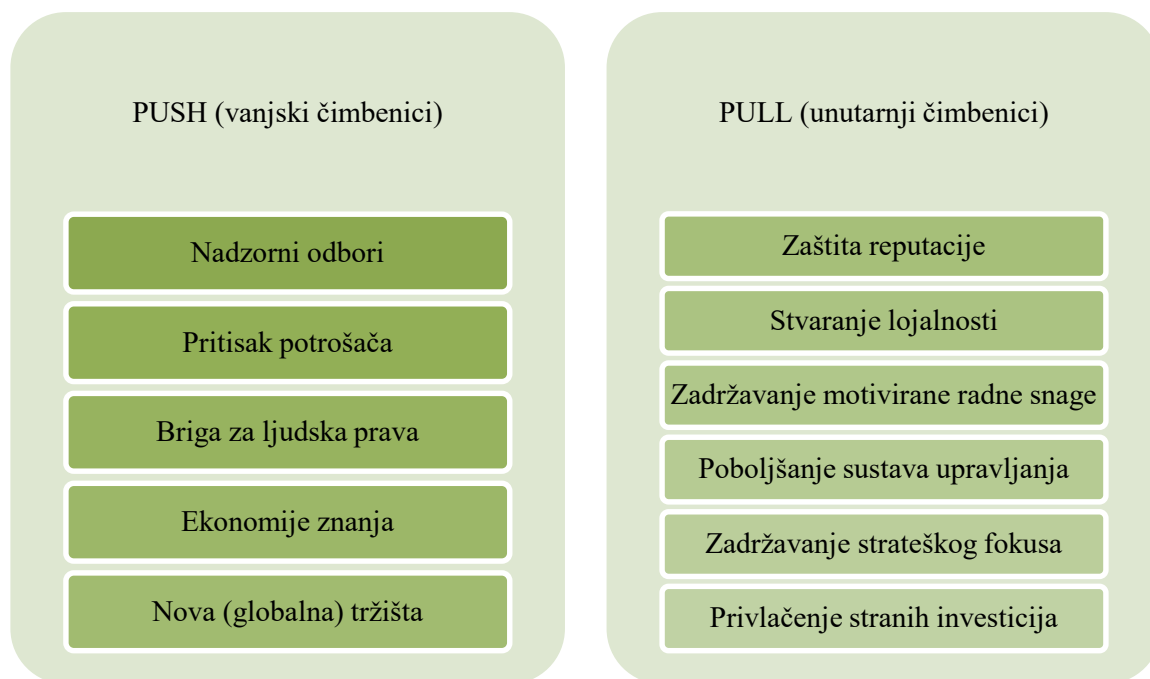 PUSH (vanjski čimbenici)
Nadzorni odbori
Pritisak potrošača
Briga za ljudska prava
Ekonomije znanja
Nova (globalna) tržišta
PULL (unutarnji čimbenici)
Zaštita reputacije
Stvaranje lojalnosti
Zadržavanje motivirane radne snage
Poboljšanje sustava upravljanja
Zadržavanje strateškog fokusa
Privlačenje stranih investicija